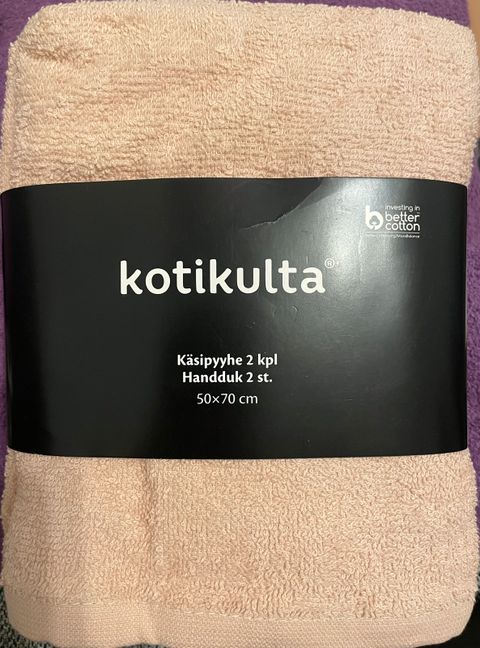 investing in
better
cotton
kotikulta®
Käsipyyhe 2 kpl
Handduk 2 st.
50×70 cm